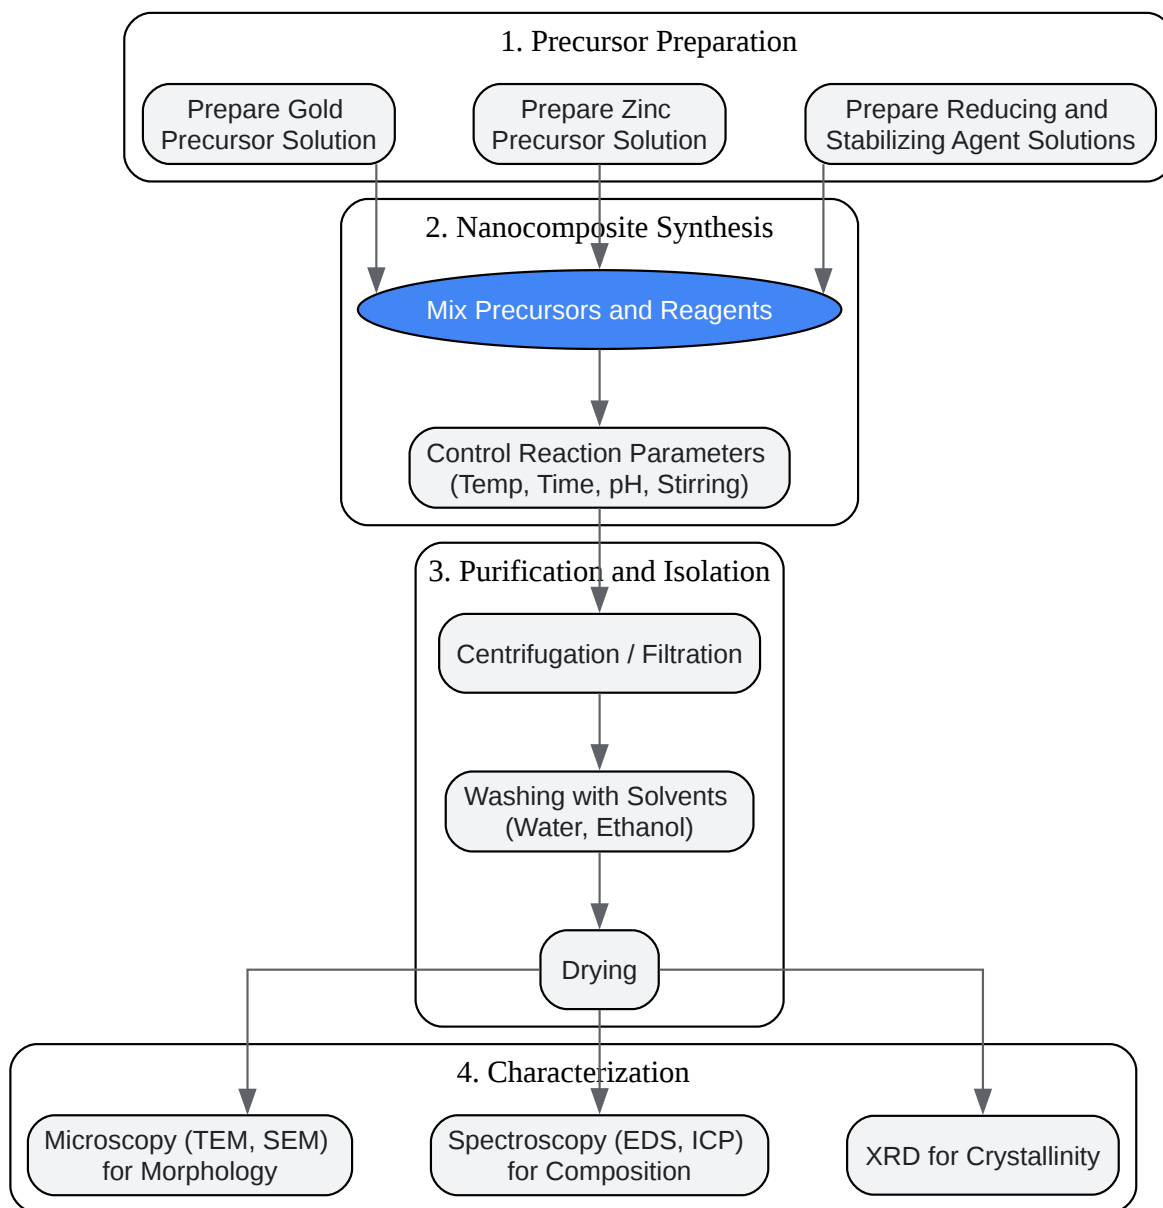 1. Precursor Preparation
Prepare Gold
Precursor Solution
Prepare Zinc
Precursor Solution
Prepare Reducing and
Stabilizing Agent Solutions
2. Nanocomposite Synthesis
Mix Precursors and Reagents
Control Reaction Parameters
(Temp, Time, pH, Stirring)
3. Purification and Isolation
Centrifugation / Filtration
Washing with Solvents
(Water, Ethanol)
Drying
4. Characterization
Microscopy (TEM, SEM)
for Morphology
Spectroscopy (EDS, ICP)
for Composition
XRD for Crystallinity